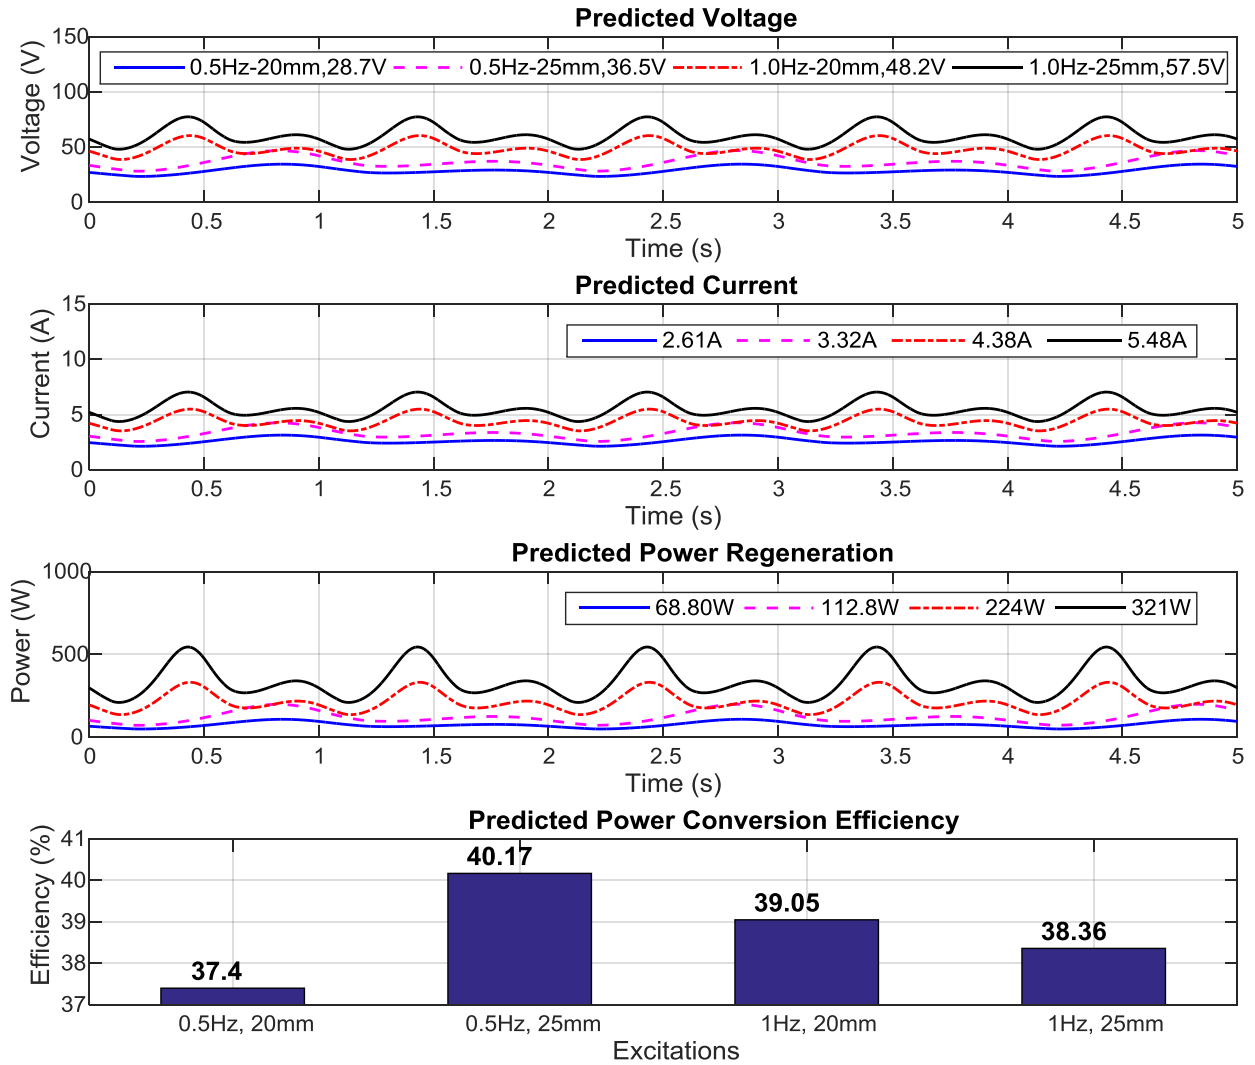 Predicted Voltage
150
100
50
0
Voltage (V)
0.5Hz-20mm,28.7V 0.5Hz-25mm,36.5V 1.0Hz-20mm,48.2V 1.0Hz-25mm,57.5V
0 0.5 1 1.5 2 2.5 3 3.5 4 4.5 5
Time (s)
Predicted Current
15
10
5
0
Current (A)
2.61A 3.32A 4.38A 5.48A
0 0.5 1 1.5 2 2.5 3 3.5 4 4.5 5
Time (s)
Predicted Power Regeneration
1000
500
0
Power (W)
68.80W 112.8W 224W 321W
0 0.5 1 1.5 2 2.5 3 3.5 4 4.5 5
Time (s)
Predicted Power Conversion Efficiency
41
40
39
38
37
Efficiency (%)
37.4 40.17 39.05 38.36
0.5Hz, 20mm 0.5Hz, 25mm 1Hz, 20mm 1Hz, 25mm
Excitations